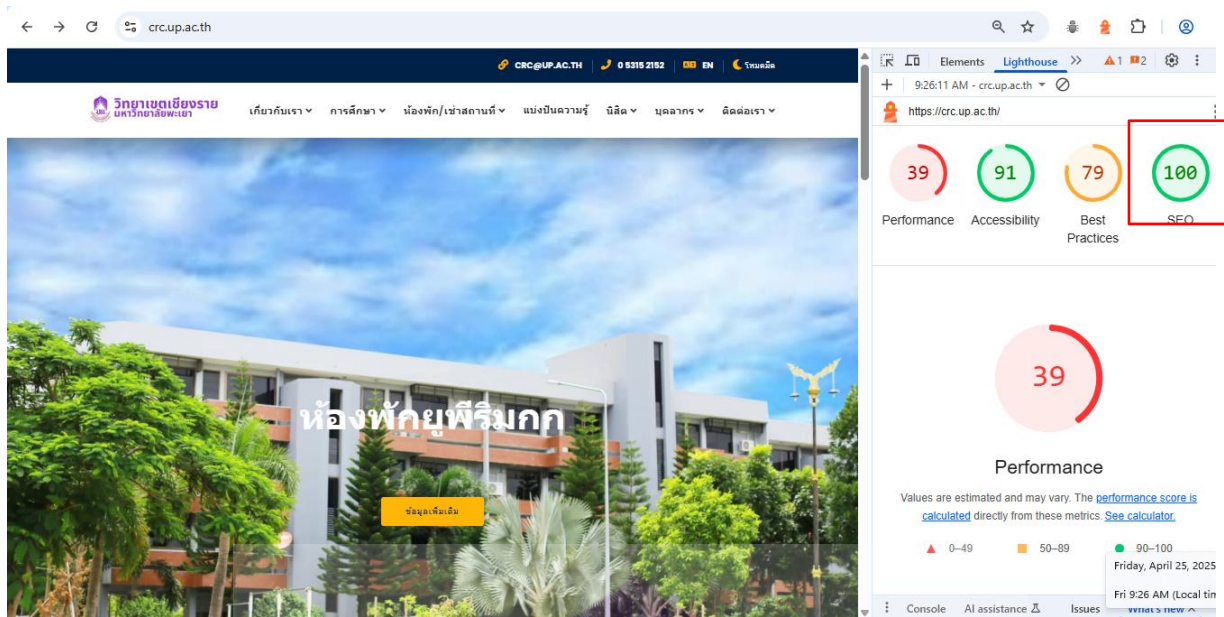 crc.up.ac.th
CRC@UP.AC.TH 0 5315 2152 EN โหมดมืด
วิทยาเขตเชียงราย
มหาวิทยาลัยพะเยา
เกี่ยวกับเรา การศึกษา ห้องพัก/เช่าสถานที่ แบ่งปันความรู้ นิสิต บุคลากร ติดต่อเรา
ห้องพักยูพีริมกก
ข้อมูลเพิ่มเติม
Elements Lighthouse 1 2
9:26:11 AM - crc.up.ac.th
https://crc.up.ac.th/
39 91 79 100
Performance Accessibility Best Practices SEO
39
Performance
Values are estimated and may vary. The performance score is
calculated directly from these metrics. See calculator.
0–49 50–89 90–100
Friday, April 25, 2025
Fri 9:26 AM (Local tim
Console AI assistance Issues What's new